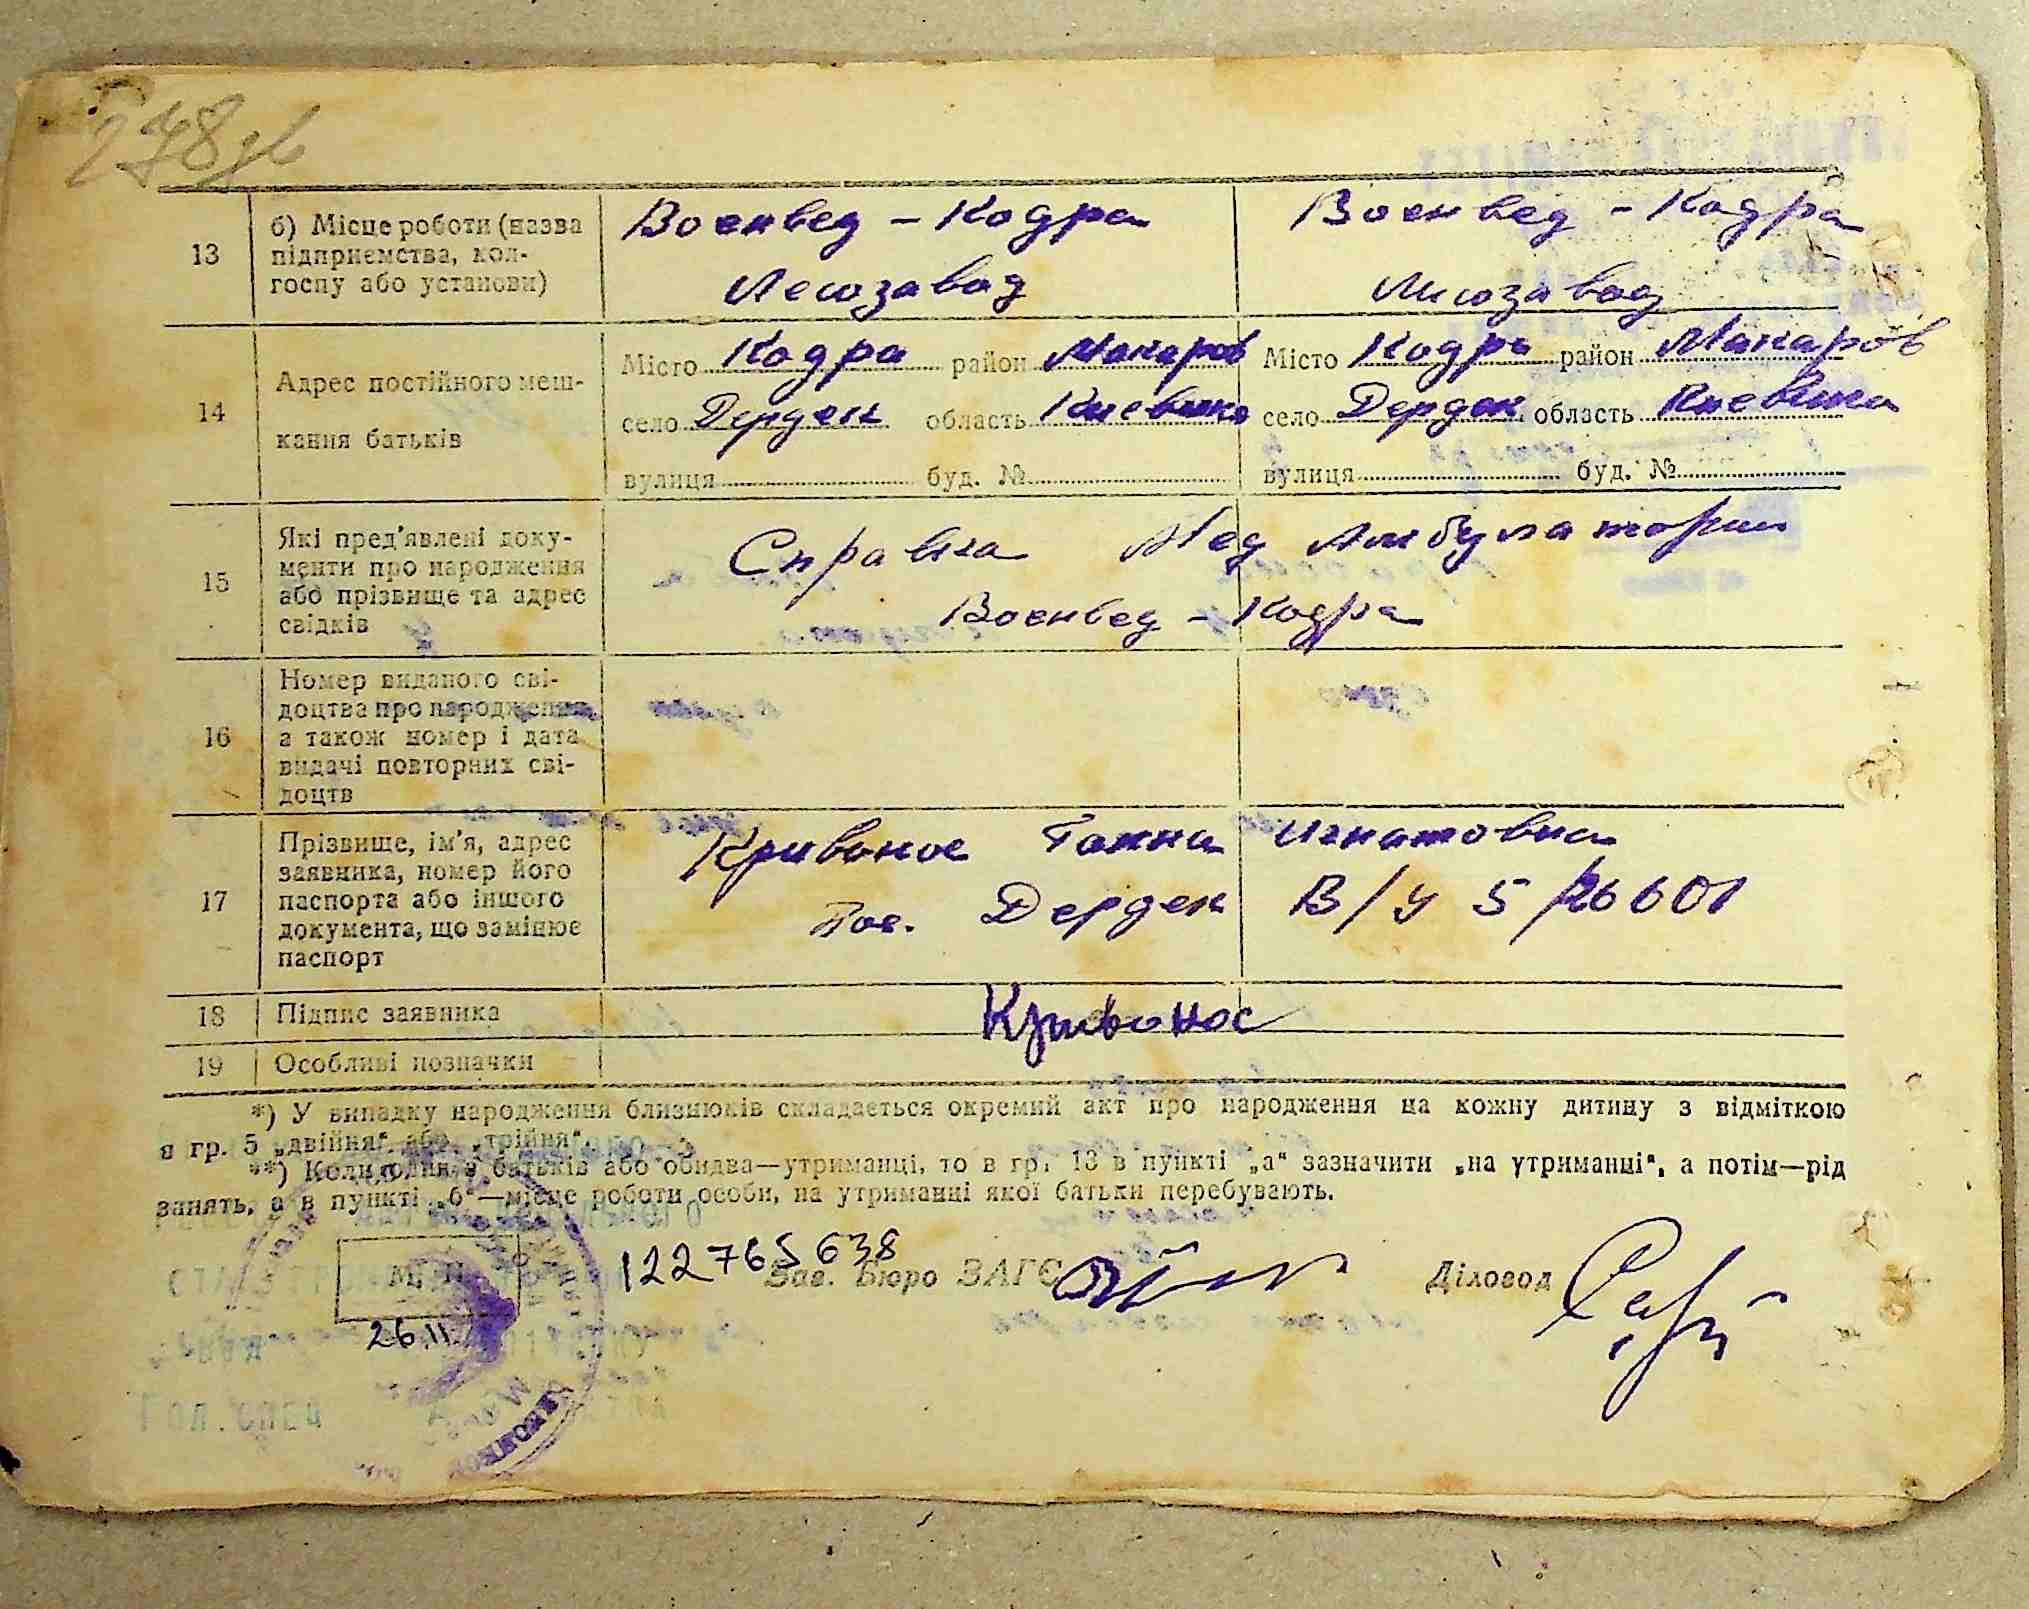 278 зв
13
б) Місце роботи (назва
підприємства, кол-
госпу або установи)
Военвед - Кодра
Лесозавод
Военвед - Кодра
Лисозавод
14
Адрес постійного меш-
кання батьків
Місто Кодра район Макаров
село Дерден область Киевська
вулиця буд. №
Місто Кодра район Макаров
село Дерден область Киевська
вулиця буд. №
15
Які пред'явлені доку-
менти про народження
або прізвище та адрес
свідків
Справка Мед Амбулатории
Военвед - Кодра
16
Номер виданого сві-
доцтва про народження
а також номер і дата
видачі повторних сві-
доцтв
17
Прізвище, ім'я, адрес
заявника, номер його
паспорта або іншого
документа, що замінює
паспорт
Кривонос Ганна Игнатовна
Пос. Дерден В/У 5/26601
18
Підпис заявника
Кривонос
19
Особливі позначки
*) У випадку народження близнюків складається окремий акт про народження на кожну дитину з відміткою
в гр. 5 „двійня“ або „трійня“.
**) Коли один з батьків або обидва—утриманці, то в гр. 13 в пункті „а“ зазначити „на утриманні“, а потім—рід
занять, а в пункті „б“—місце роботи особи, на утриманні якої батьки перебувають.
М. П.
26.11.
122765638
Зав. Бюро ЗАГС
Діловод